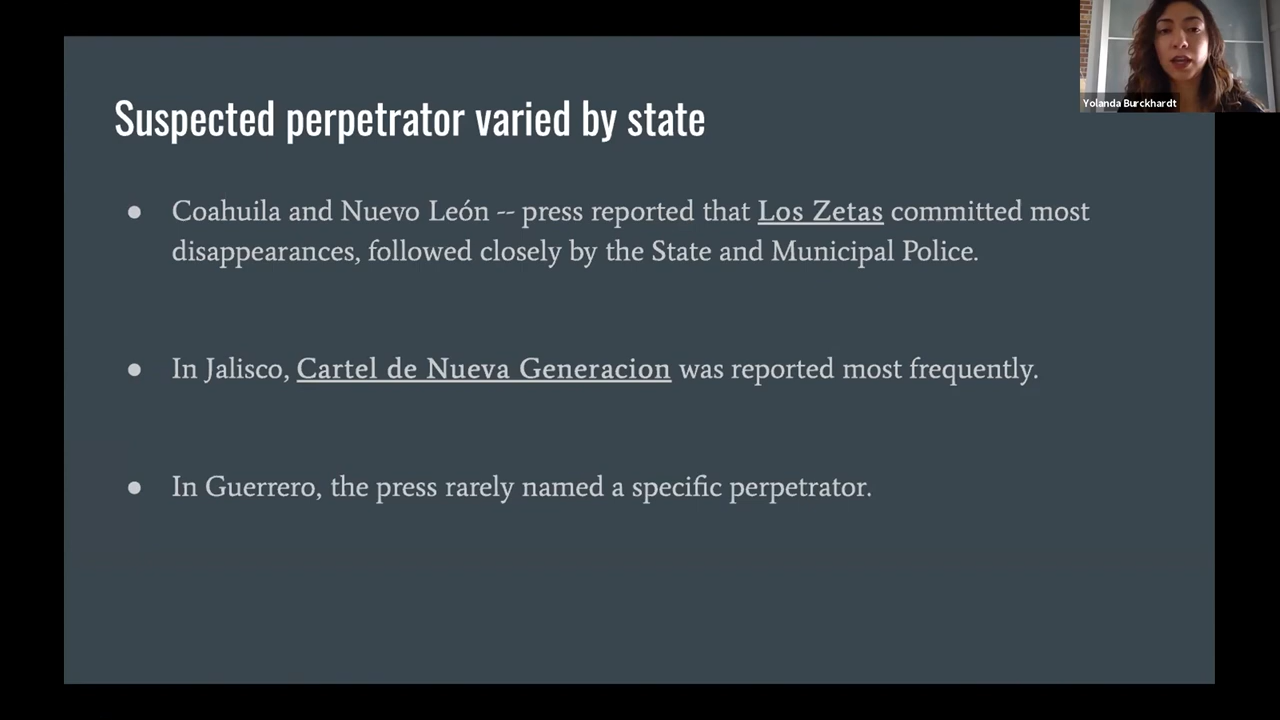 Yolanda Burckhardt
Suspected perpetrator varied by state
● Coahuila and Nuevo León -- press reported that Los Zetas committed most
disappearances, followed closely by the State and Municipal Police.
● In Jalisco, Cartel de Nueva Generacion was reported most frequently.
● In Guerrero, the press rarely named a specific perpetrator.